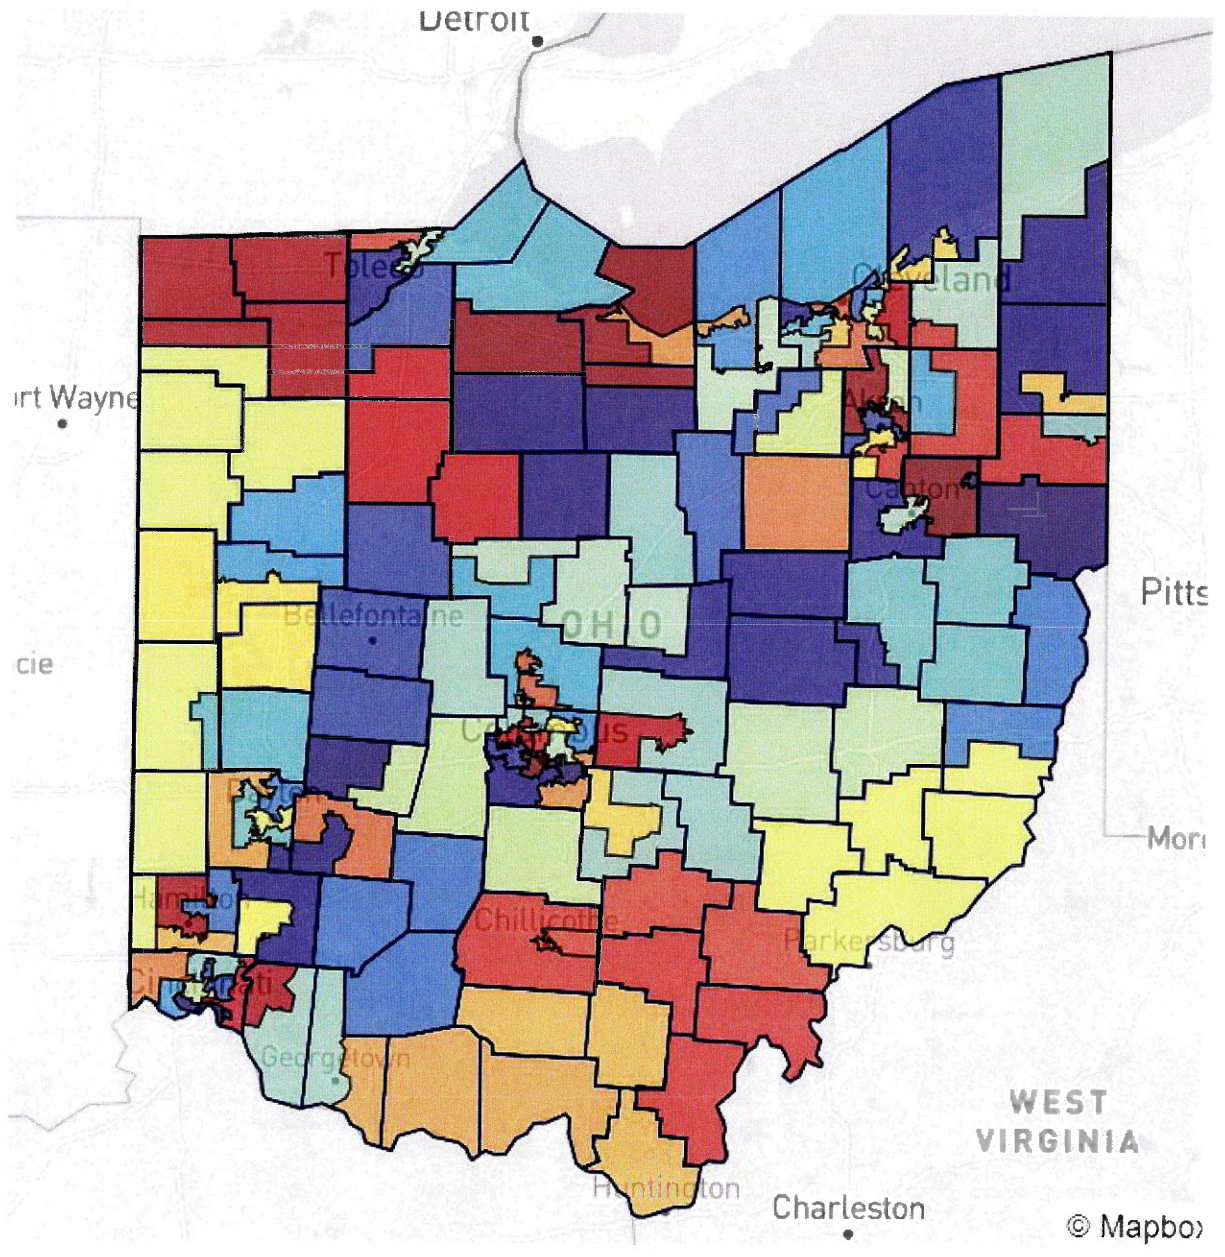 Detroit
Toledo
Cleveland
rt Wayne
Akron
Canton
Pitts
Bellefontaine
OHIO
cie
Columbus
Dayton
Mor
Hamilton
Chillicothe
Parkersburg
Cincinnati
Georgetown
WEST
VIRGINIA
Huntington
Charleston
© Mapbox